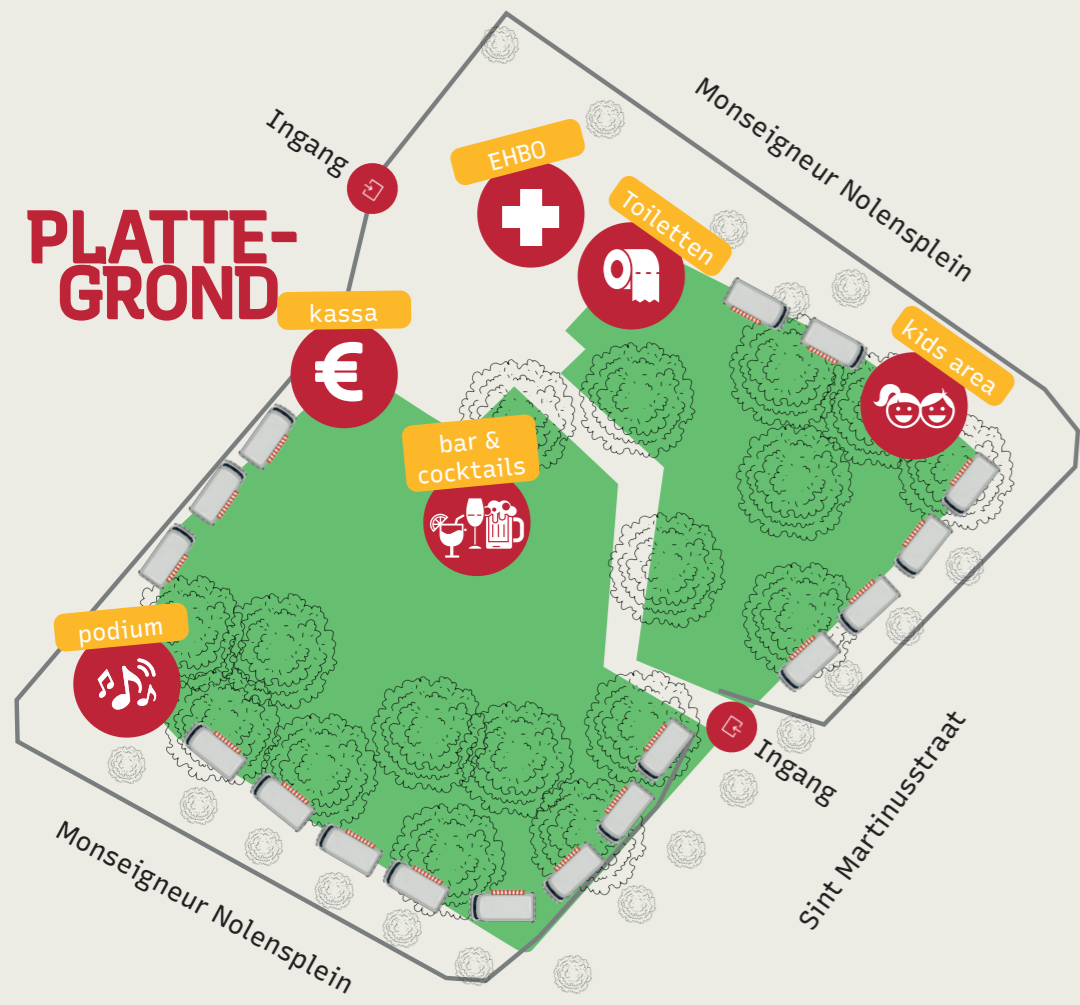 Monseigneur Nolensplein
Ingang
EHBO
Toiletten
PLATTE-
GROND
kassa
kids area
bar &
cocktails
podium
Ingang
Sint Martinusstraat
Monseigneur Nolensplein